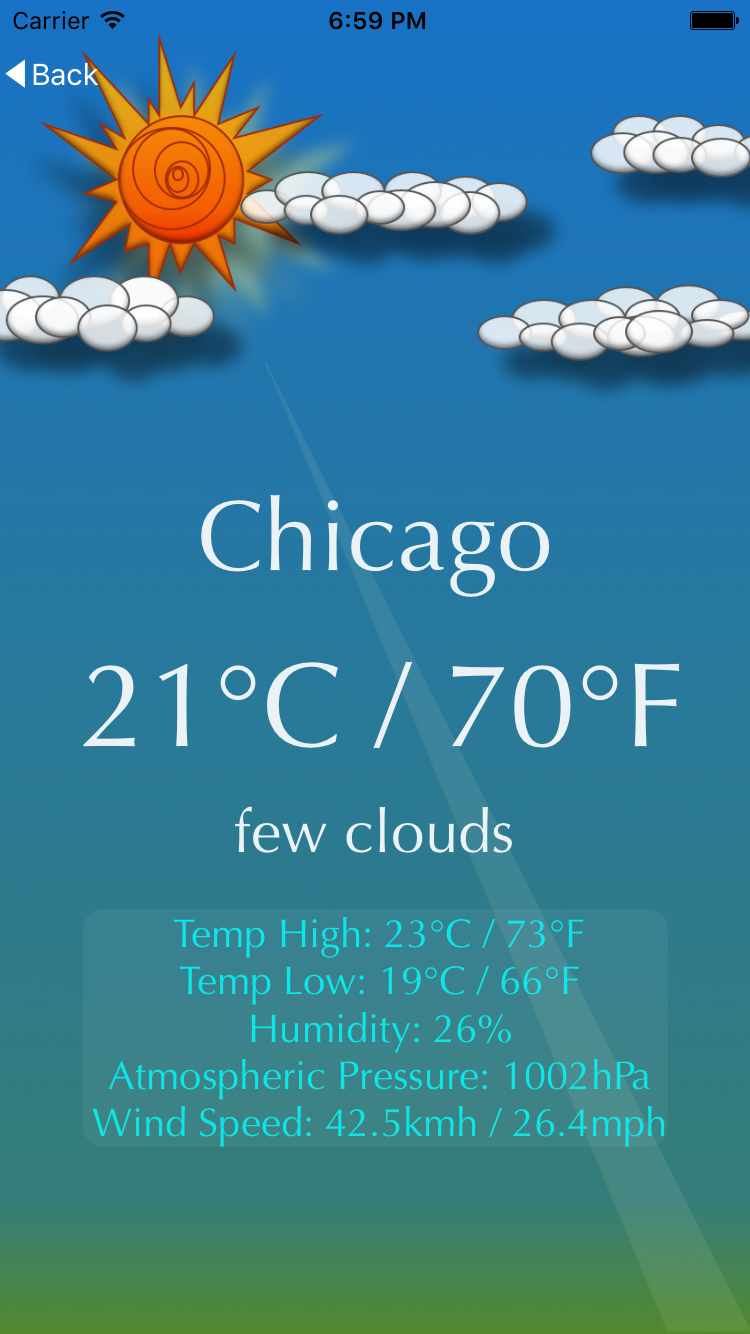 Carrier 6:59 PM
Back
Chicago
21°C / 70°F
few clouds
Temp High: 23°C / 73°F
Temp Low: 19°C / 66°F
Humidity: 26%
Atmospheric Pressure: 1002hPa
Wind Speed: 42.5kmh / 26.4mph